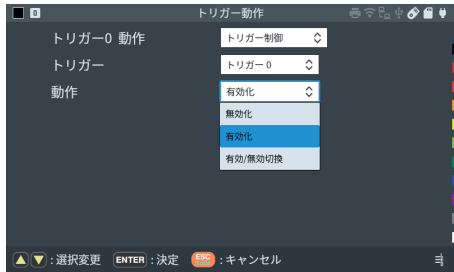 0 トリガー動作
トリガー0 動作 トリガー制御
トリガー トリガー 0
動作 有効化
無効化
有効化
有効/無効切換
:選択変更 ENTER :決定 ESC :キャンセル